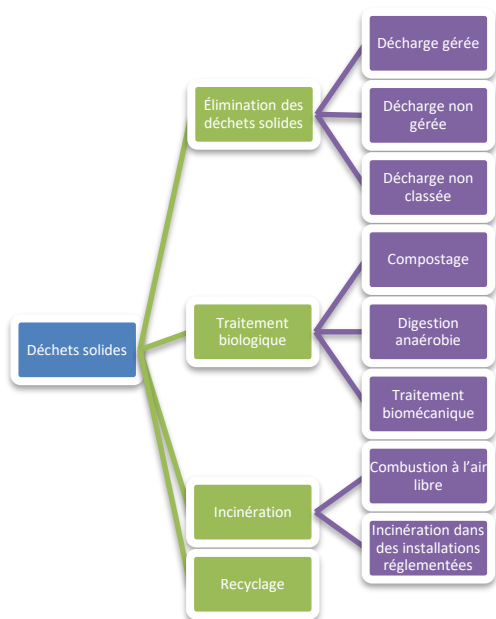 Déchets solides
Élimination des
déchets solides
Décharge gérée
Décharge non
gérée
Décharge non
classée
Traitement
biologique
Compostage
Digestion
anaérobie
Traitement
biomécanique
Incinération
Combustion à l’air
libre
Incinération dans
des installations
réglementées
Recyclage